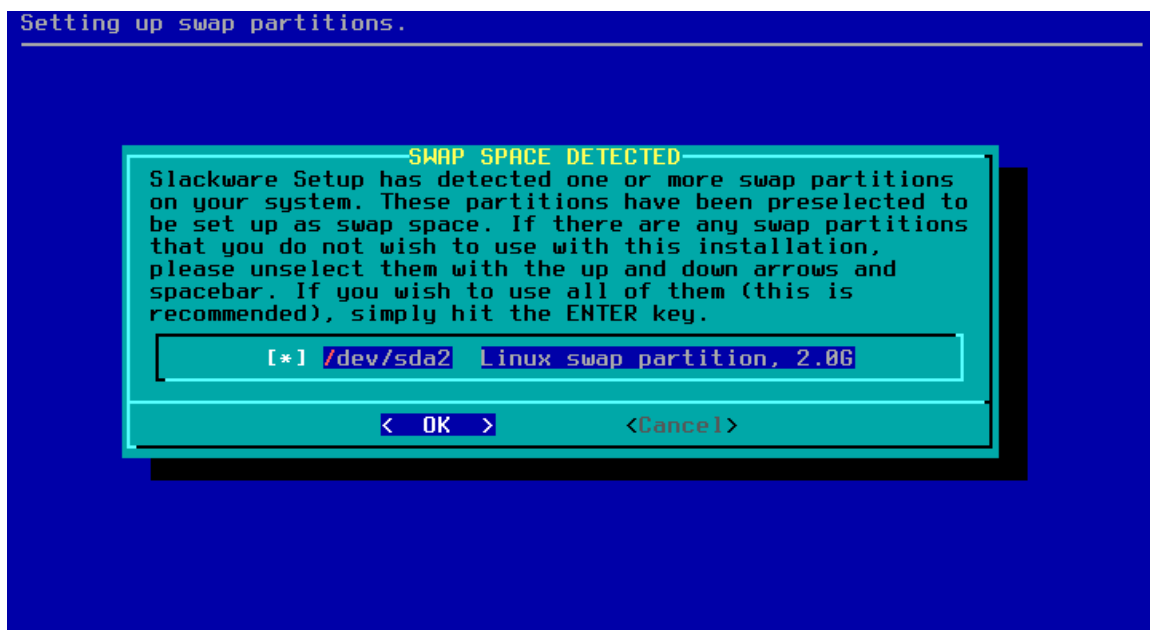 Setting up swap partitions.
SWAP SPACE DETECTED
Slackware Setup has detected one or more swap partitions
on your system. These partitions have been preselected to
be set up as swap space. If there are any swap partitions
that you do not wish to use with this installation,
please unselect them with the up and down arrows and
spacebar. If you wish to use all of them (this is
recommended), simply hit the ENTER key.
[*] /dev/sda2 Linux swap partition, 2.0G
< OK > <Cancel>